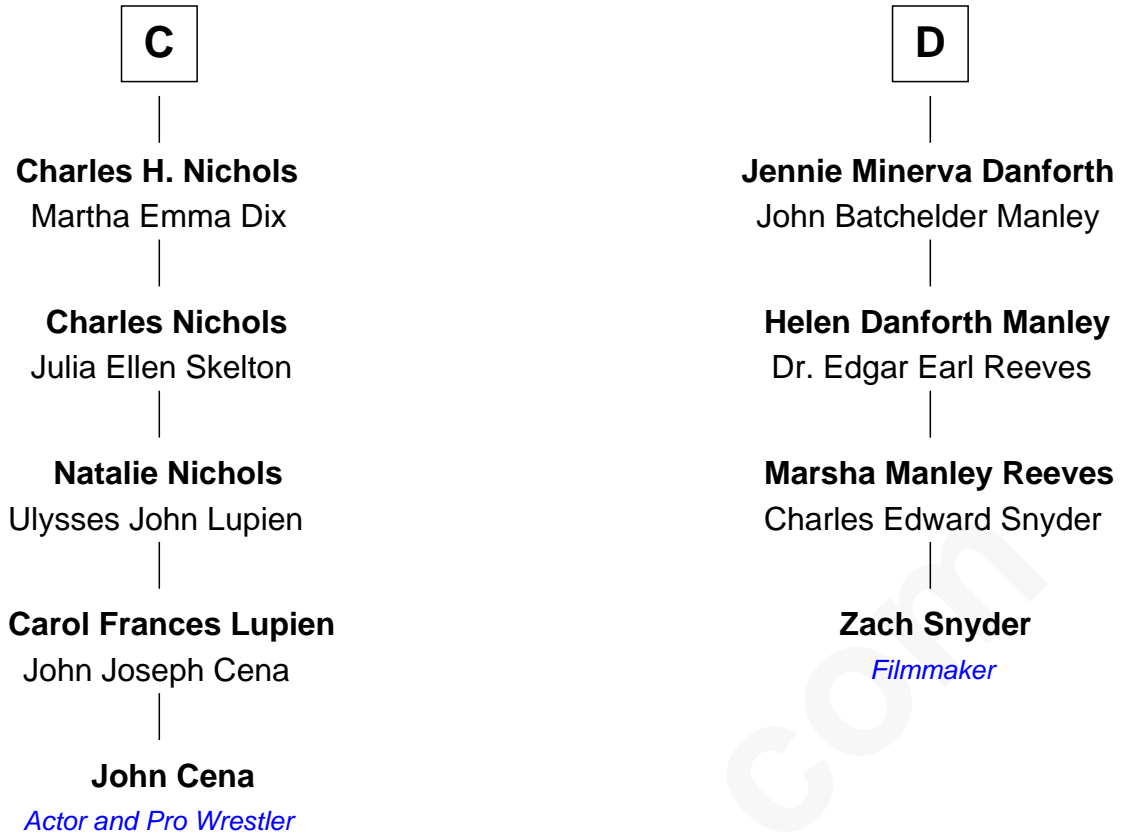 C
Charles H. Nichols
Martha Emma Dix
Charles Nichols
Julia Ellen Skelton
Natalie Nichols
Ulysses John Lupien
Carol Frances Lupien
John Joseph Cena
John Cena
Actor and Pro Wrestler
D
Jennie Minerva Danforth
John Batchelder Manley
Helen Danforth Manley
Dr. Edgar Earl Reeves
Marsha Manley Reeves
Charles Edward Snyder
Zach Snyder
Filmmaker
com